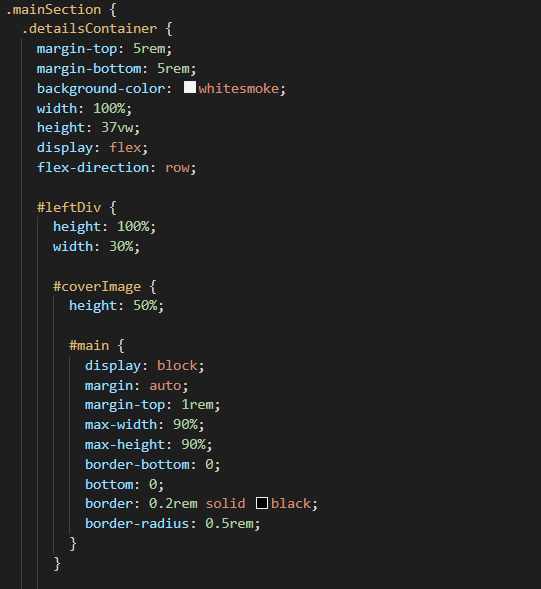 .mainSection {
.detailsContainer {
margin-top: 5rem;
margin-bottom: 5rem;
background-color: whitesmoke;
width: 100%;
height: 37vw;
display: flex;
flex-direction: row;
#leftDiv {
height: 100%;
width: 30%;
#coverImage {
height: 50%;
#main {
display: block;
margin: auto;
margin-top: 1rem;
max-width: 90%;
max-height: 90%;
border-bottom: 0;
bottom: 0;
border: 0.2rem solid black;
border-radius: 0.5rem;
}
}